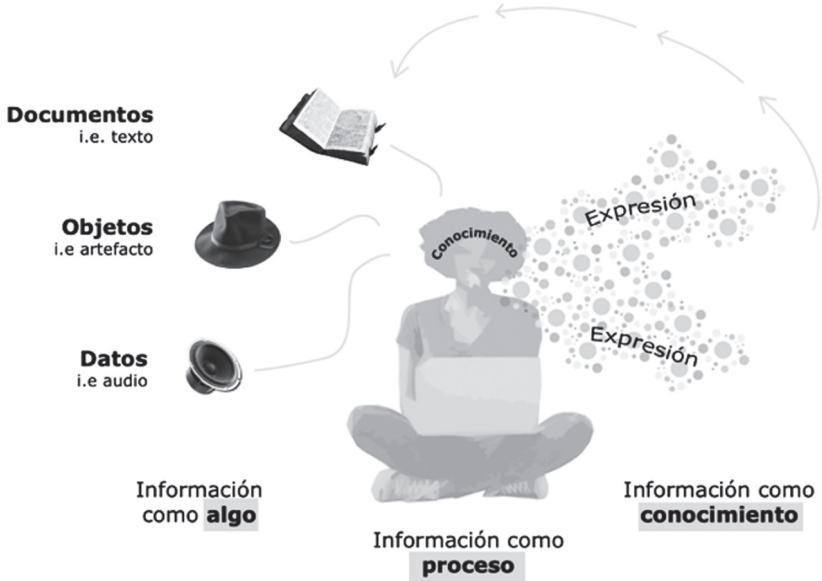 Documentos
i.e. texto
Objetos
i.e artefacto
Datos
i.e audio
Conocimiento
Expresión
Expresión
Información
como algo
Información como
proceso
Información como
conocimiento